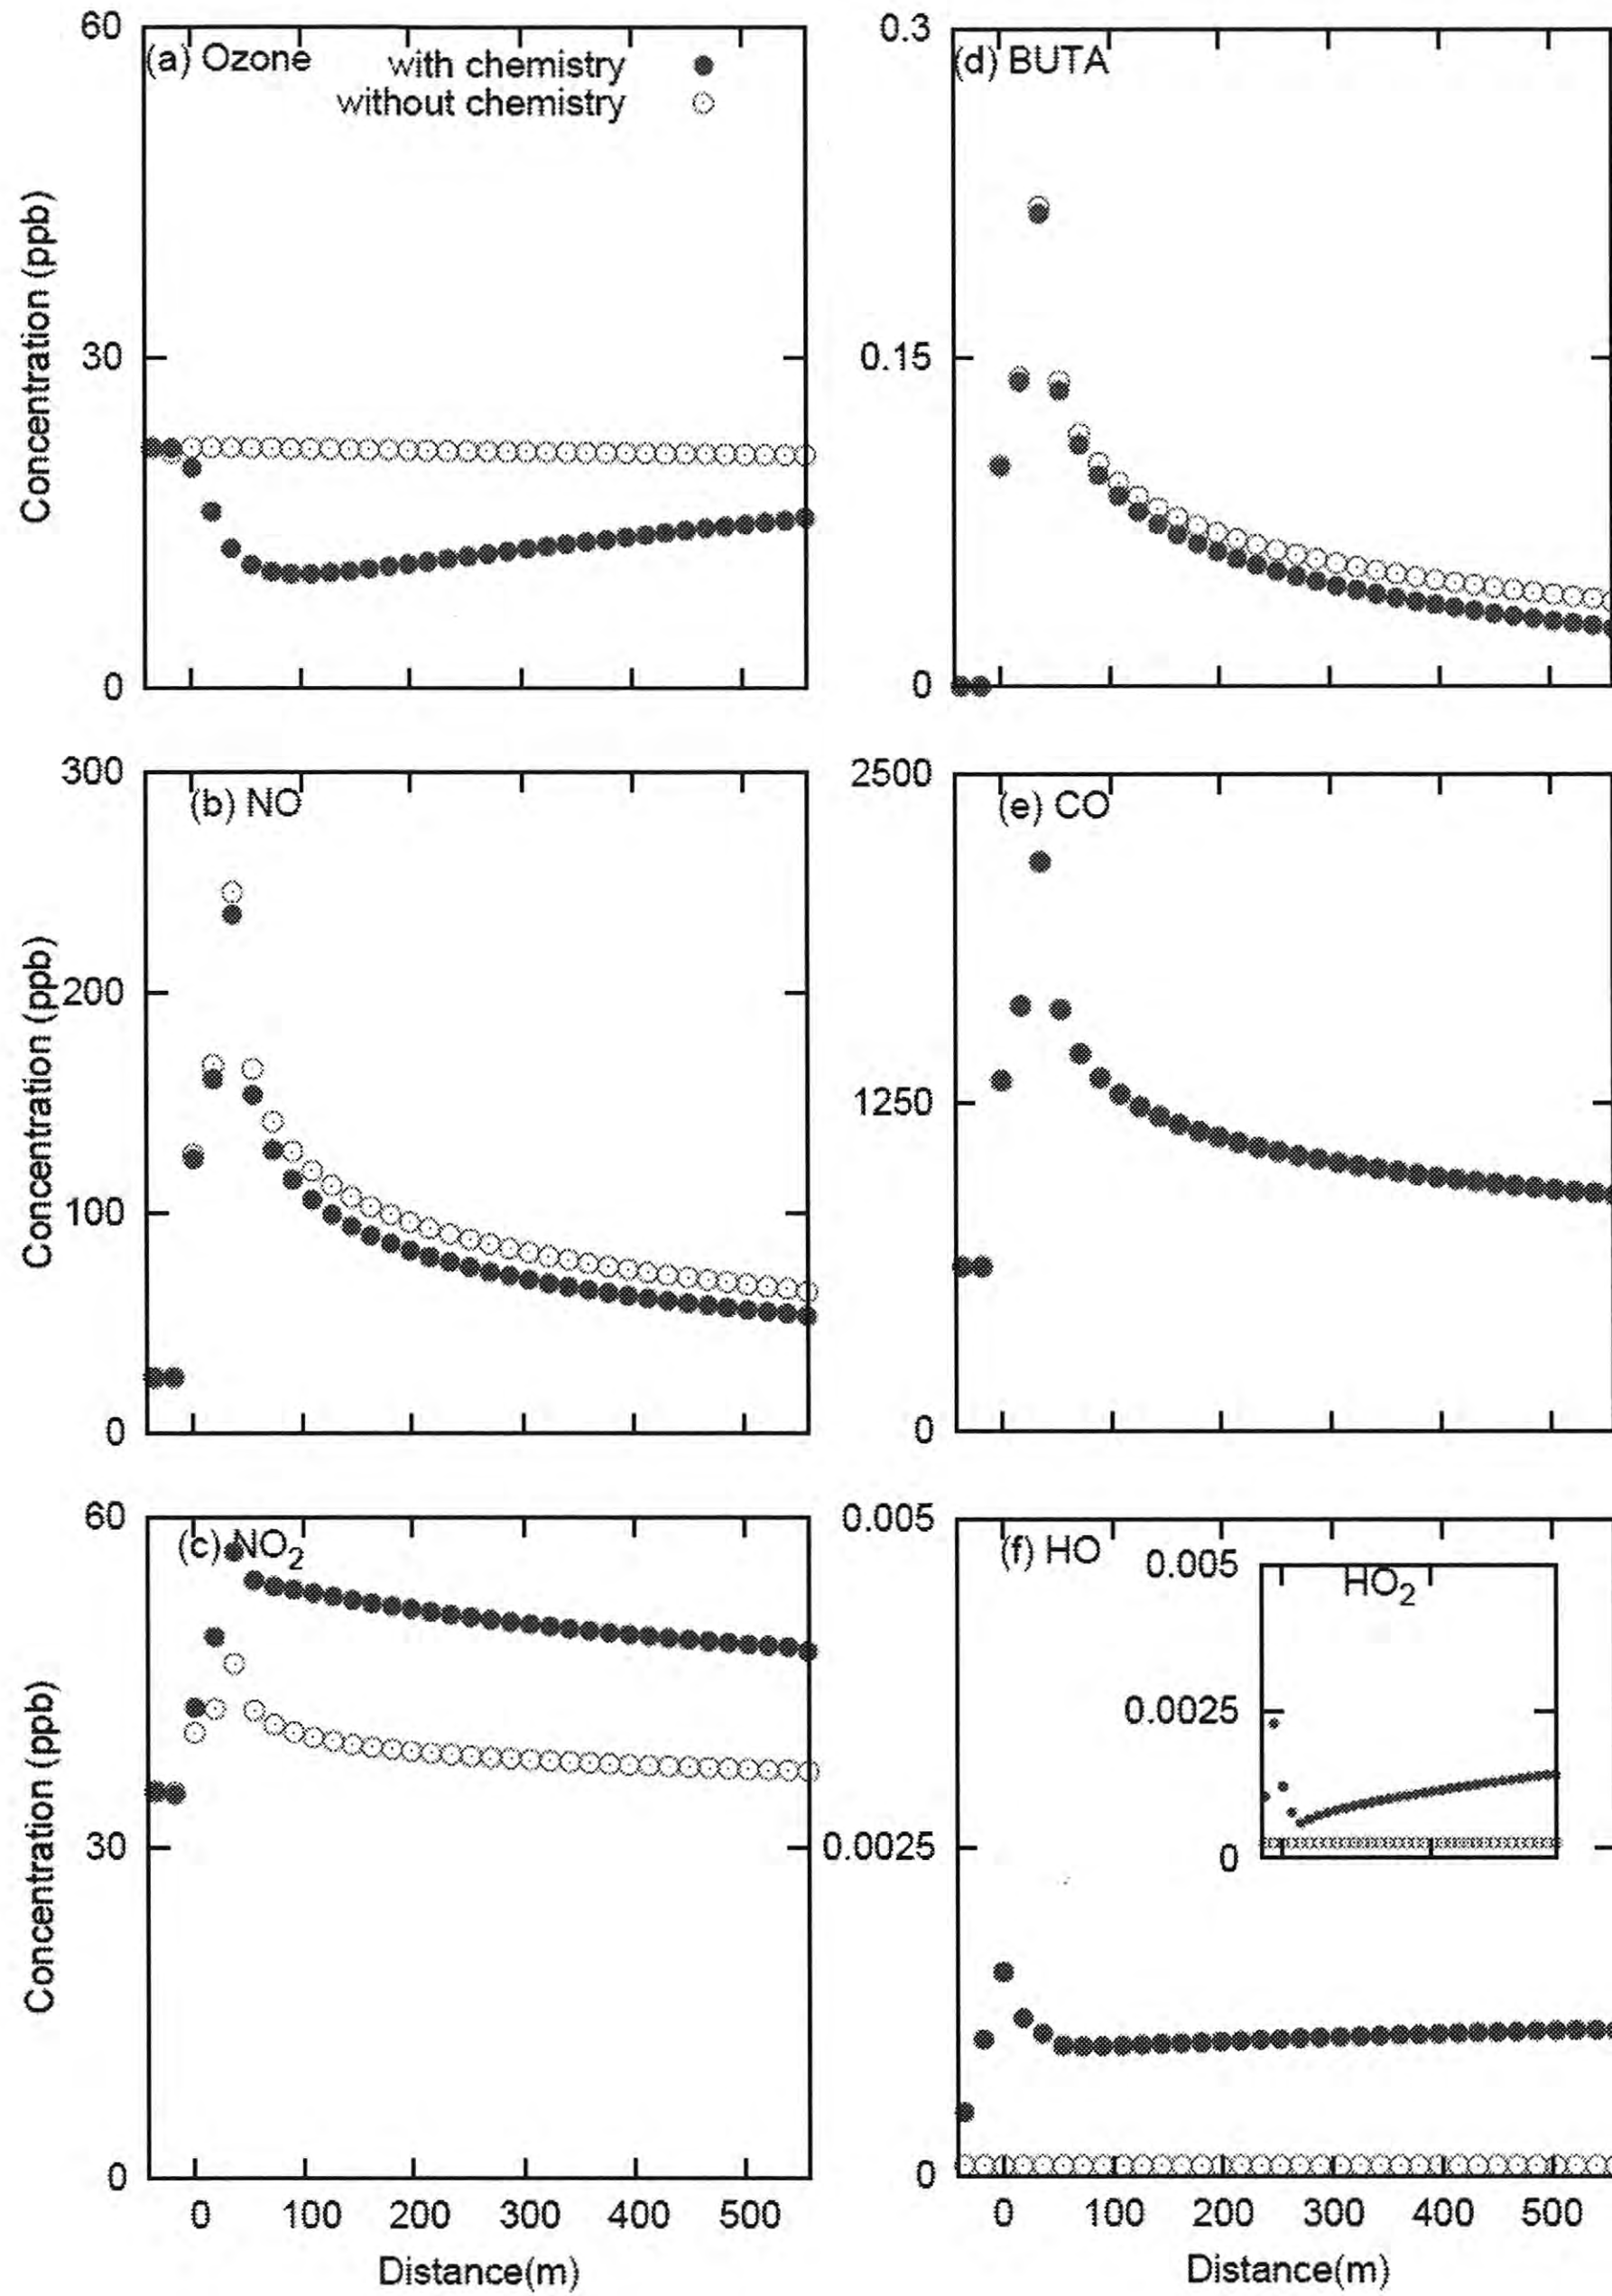 60
(a) Ozone
with chemistry
without chemistry
Concentration (ppb)
30
0
0.3
(d) BUTA
0.15
0
300
(b) NO
Concentration (ppb)
200
100
0
2500
(e) CO
1250
0
60
(c) NO2
Concentration (ppb)
30
0
0 100 200 300 400 500
Distance(m)
0.005
(f) HO
0.005
HO2
0.0025
0
0.0025
0
0 100 200 300 400 500
Distance(m)